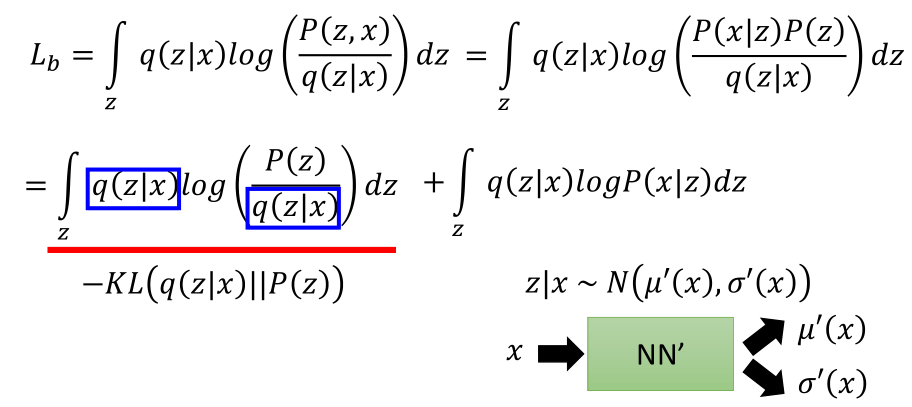 L_b = ∫_z q(z|x)log(P(z,x)/q(z|x))dz = ∫_z q(z|x)log(P(x|z)P(z)/q(z|x))dz
= ∫_z q(z|x)log(P(z)/q(z|x))dz + ∫_z q(z|x)logP(x|z)dz
−KL(q(z|x)||P(z))
z|x ~ N(μ′(x), σ′(x))
x
NN’
μ′(x)
σ′(x)